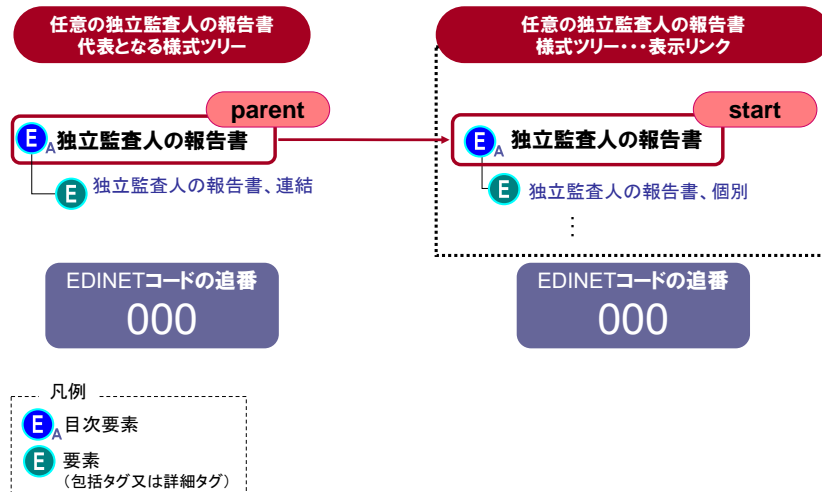 任意の独立監査人の報告書
代表となる様式ツリー
parent
E A 独立監査人の報告書
E 独立監査人の報告書、連結
EDINETコードの追番
000
任意の独立監査人の報告書
様式ツリー・・・表示リンク
start
E A 独立監査人の報告書
E 独立監査人の報告書、個別
⋮
EDINETコードの追番
000
凡例
E A 目次要素
E 要素
（包括タグ又は詳細タグ）